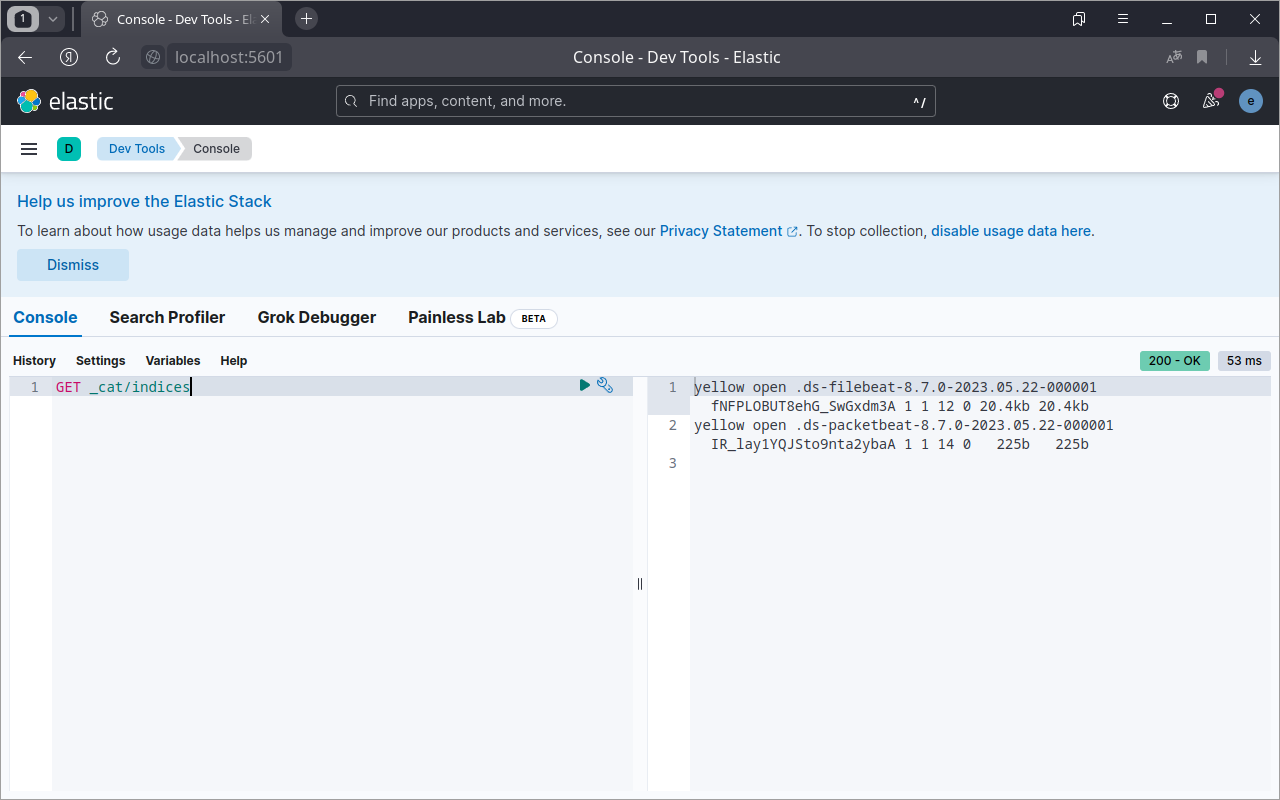 1
Console - Dev Tools - El
Я
localhost:5601
Console - Dev Tools - Elastic
elastic
Find apps, content, and more.
^/
e
D
Dev Tools
Console
Help us improve the Elastic Stack
To learn about how usage data helps us manage and improve our products and services, see our Privacy Statement. To stop collection, disable usage data here.
Dismiss
Console
Search Profiler
Grok Debugger
Painless Lab
BETA
History
Settings
Variables
Help
200 - OK
53 ms
1 GET _cat/indices
1 yellow open .ds-filebeat-8.7.0-2023.05.22-000001
fNFPLOBUT8ehG_SwGxdm3A 1 1 12 0 20.4kb 20.4kb
2 yellow open .ds-packetbeat-8.7.0-2023.05.22-000001
IR_lay1YQJSto9nta2ybaA 1 1 14 0 225b 225b
3